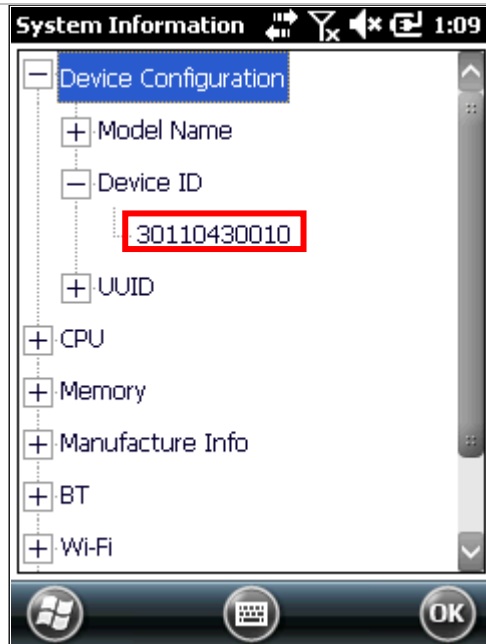 System Information 1:09
Device Configuration
Model Name
Device ID
30110430010
UUID
CPU
Memory
Manufacture Info
BT
Wi-Fi
OK